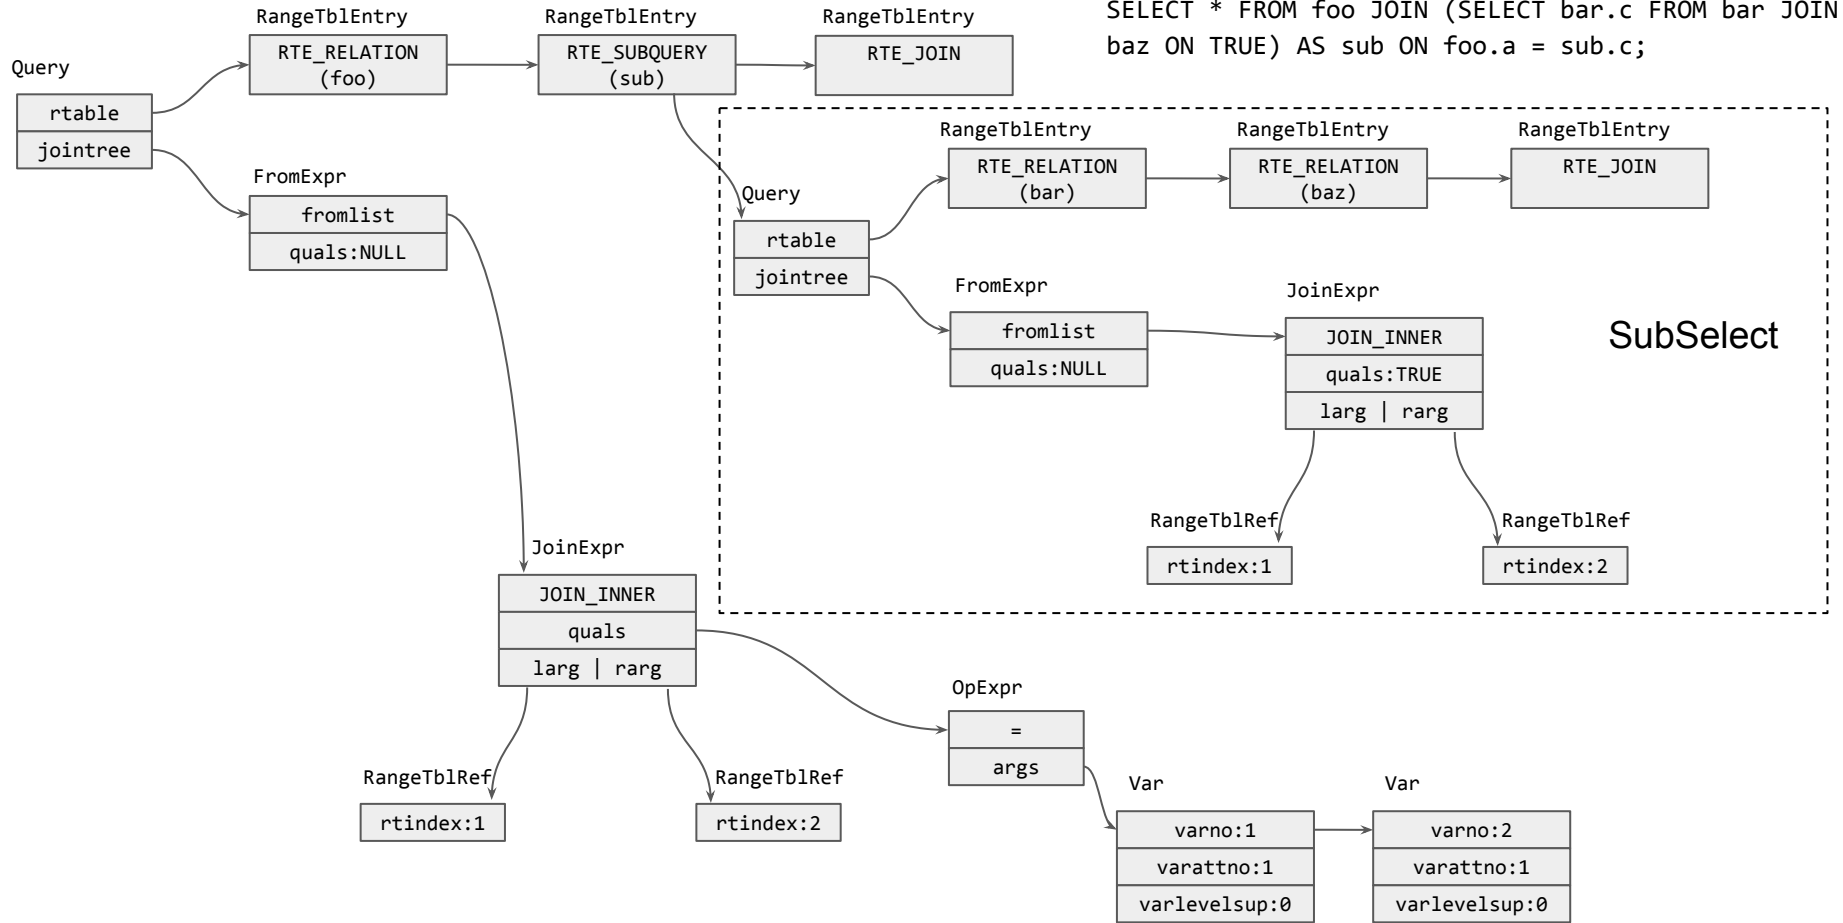 RangeTblEntry
RangeTblEntry
RangeTblEntry
SELECT * FROM foo JOIN (SELECT bar.c FROM bar JOIN
baz ON TRUE) AS sub ON foo.a = sub.c;
RTE_RELATION
(foo)
RTE_SUBQUERY
(sub)
RTE_JOIN
Query
rtable
jointree
RangeTblEntry
RangeTblEntry
RangeTblEntry
RTE_RELATION
(bar)
RTE_RELATION
(baz)
RTE_JOIN
FromExpr
fromlist
quals:NULL
Query
rtable
jointree
FromExpr
fromlist
quals:NULL
JoinExpr
JOIN_INNER
quals:TRUE
larg | rarg
SubSelect
RangeTblRef
rtindex:1
RangeTblRef
rtindex:2
JoinExpr
JOIN_INNER
quals
larg | rarg
RangeTblRef
rtindex:1
RangeTblRef
rtindex:2
OpExpr
=
args
Var
varno:1
varattno:1
varlevelsup:0
Var
varno:2
varattno:1
varlevelsup:0